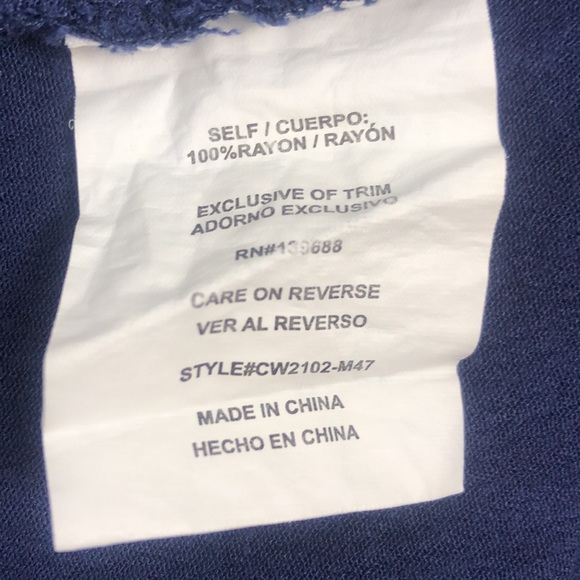 SELF / CUERPO:
100%RAYON / RAYÓN
EXCLUSIVE OF TRIM
ADORNO EXCLUSIVO
CARE ON REVERSE
VER AL REVERSO
STYLE#CW2102-M47
MADE IN CHINA
HECHO EN CHINA